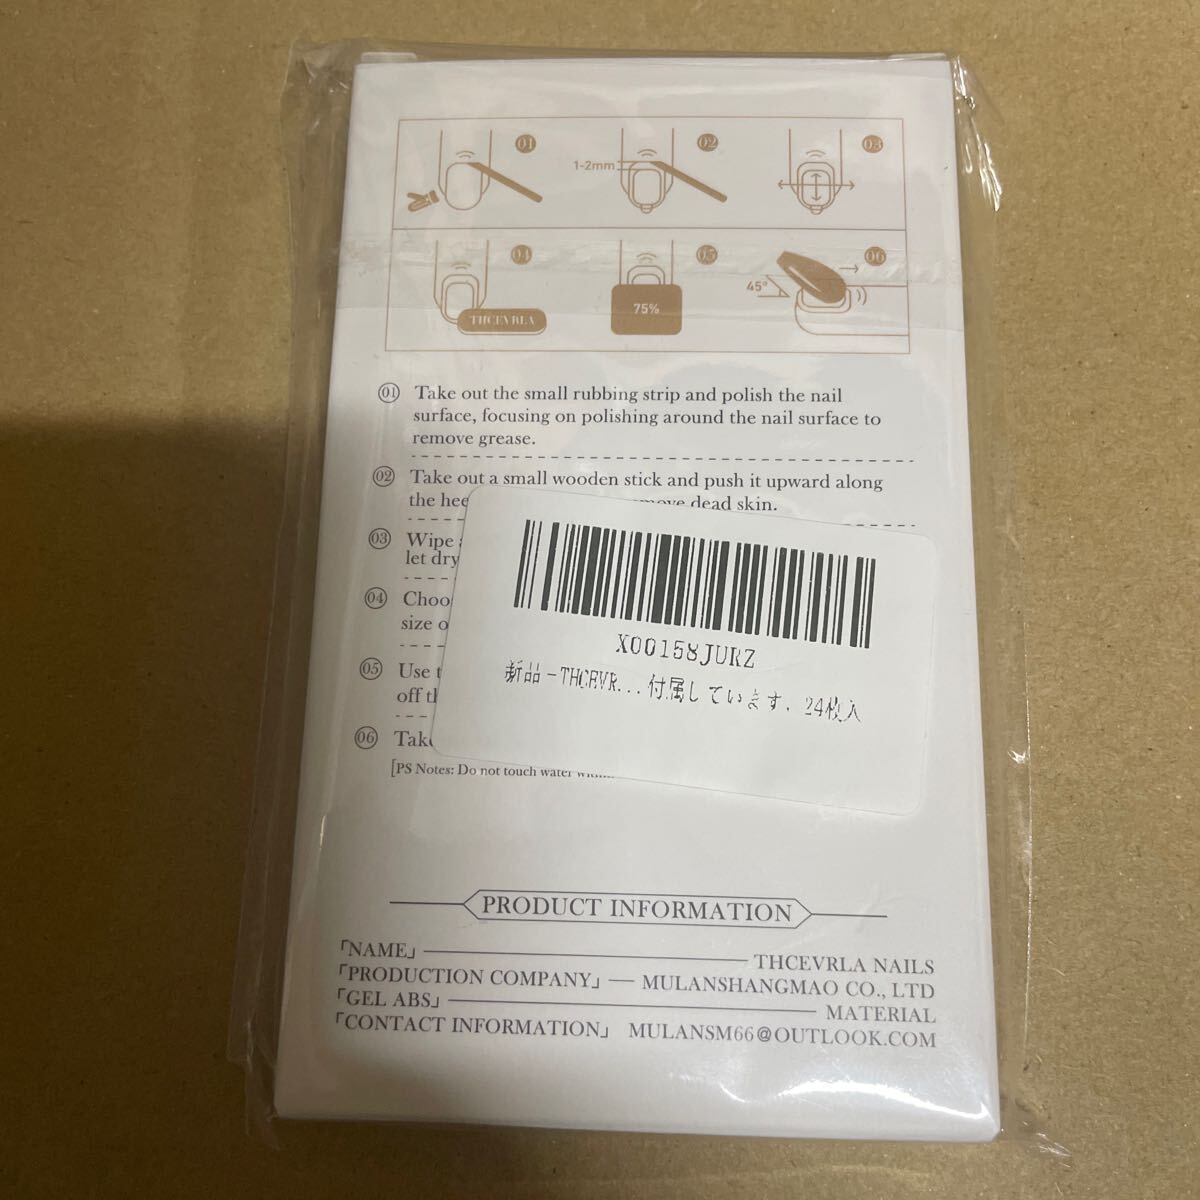 01
02
03
1-2mm
04
05
06
THCEVRLA
75%
45°
01 Take out the small rubbing strip and polish the nail
surface, focusing on polishing around the nail surface to
remove grease.
02 Take out a small wooden stick and push it upward along
the hee move dead skin.
03 Wipe
let dry
04 Choo
size o
05 Use t
off th
06 Take
[PS Notes: Do not touch water within
X00158JURZ
新品-THCEVR...付属しています. 24枚入
PRODUCT INFORMATION
「NAME」 THCEVRLA NAILS
「PRODUCTION COMPANY」 MULANSHANGMAO CO., LTD
「GEL ABS」 MATERIAL
「CONTACT INFORMATION」 MULANSM66@OUTLOOK.COM